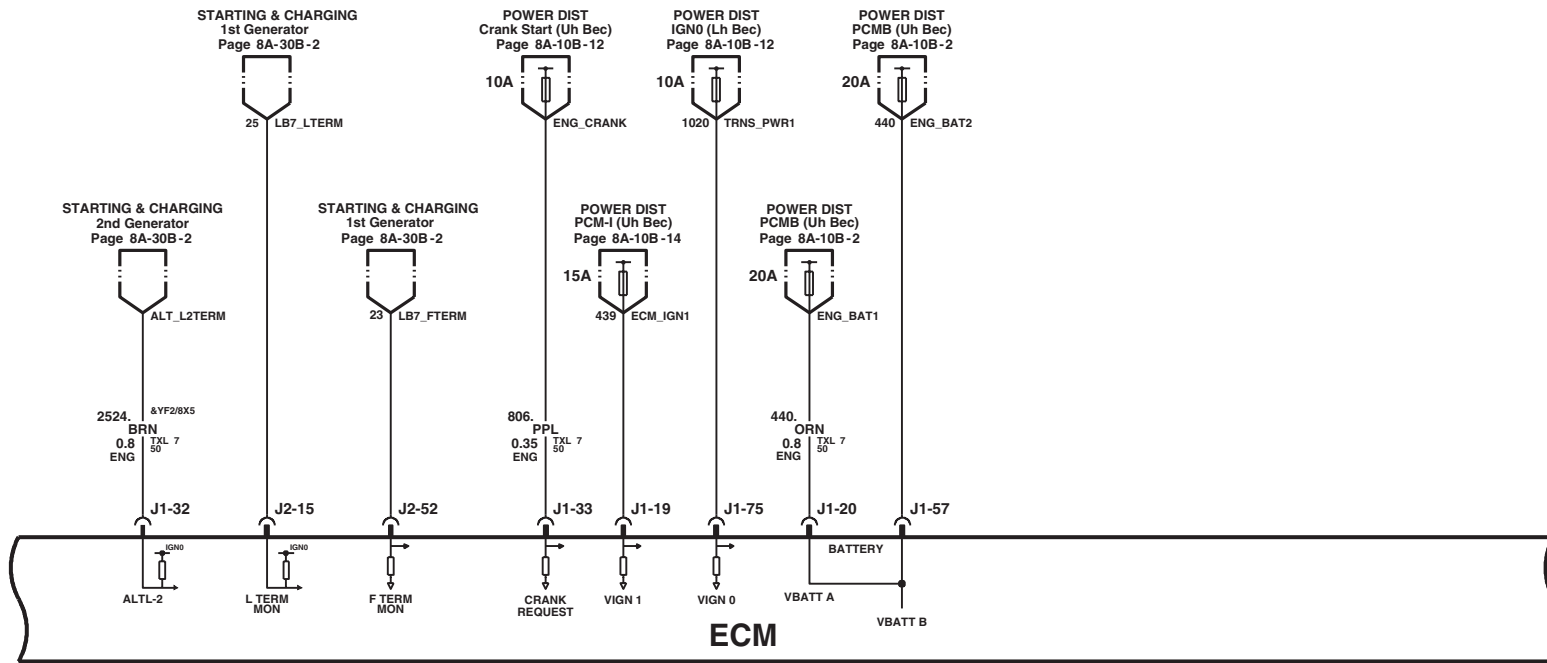 STARTING & CHARGING
1st Generator
Page 8A-30B-2
POWER DIST
Crank Start (Uh Bec)
Page 8A-10B-12
POWER DIST
IGN0 (Lh Bec)
Page 8A-10B-12
POWER DIST
PCMB (Uh Bec)
Page 8A-10B-2
10A
10A
20A
25 LB7_LTERM
ENG_CRANK
1020 TRNS_PWR1
440 ENG_BAT2
STARTING & CHARGING
2nd Generator
Page 8A-30B-2
STARTING & CHARGING
1st Generator
Page 8A-30B-2
POWER DIST
PCM-I (Uh Bec)
Page 8A-10B-14
POWER DIST
PCMB (Uh Bec)
Page 8A-10B-2
15A
20A
ALT_L2TERM
23 LB7_FTERM
439 ECM_IGN1
ENG_BAT1
2524. &YF2/8X5
BRN
0.8 TXL 7
50
ENG
806.
PPL
0.35 TXL 7
50
ENG
440.
ORN
0.8 TXL 7
50
ENG
J1-32
J2-15
J2-52
J1-33
J1-19
J1-75
J1-20
J1-57
IGN0
IGN0
BATTERY
ALTL-2
L TERM
MON
F TERM
MON
CRANK
REQUEST
VIGN 1
VIGN 0
VBATT A
VBATT B
ECM